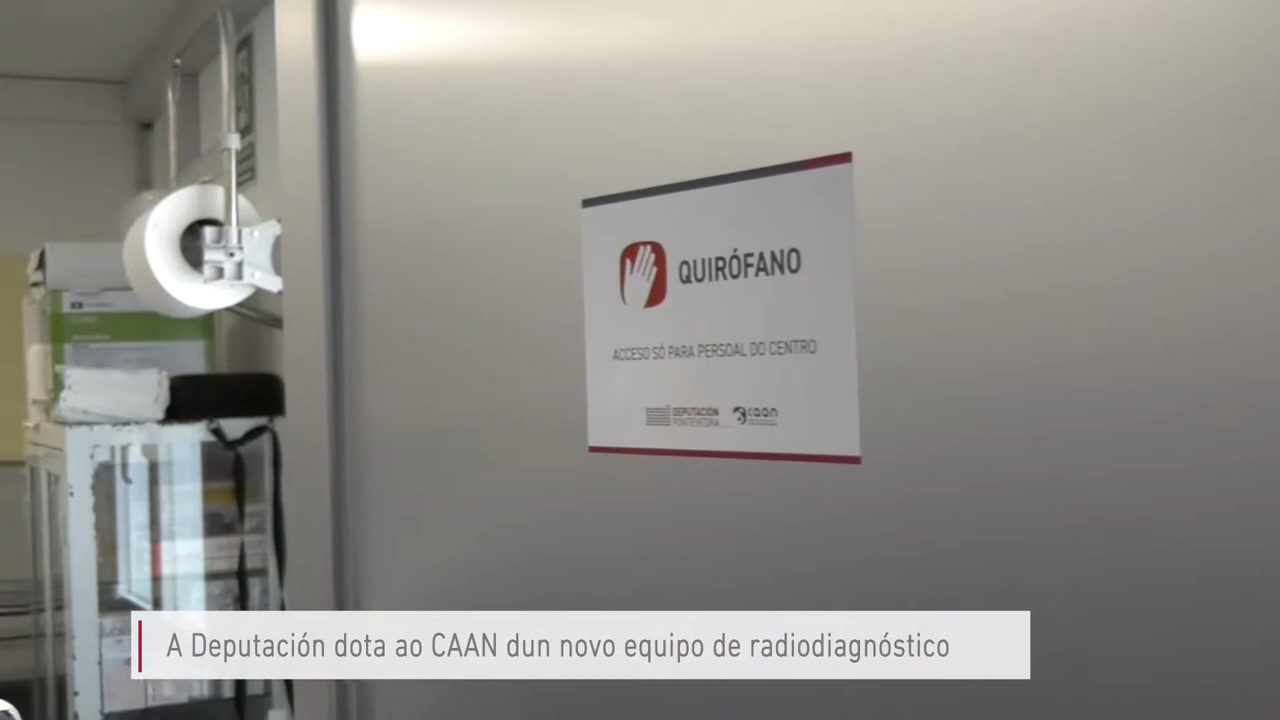 QUIRÓFANO
ACCESO SÓ PARA PERSOAL DO CENTRO
DEPUTACIÓN
PONTEVEDRA
caan
A Deputación dota ao CAAN dun novo equipo de radiodiagnóstico